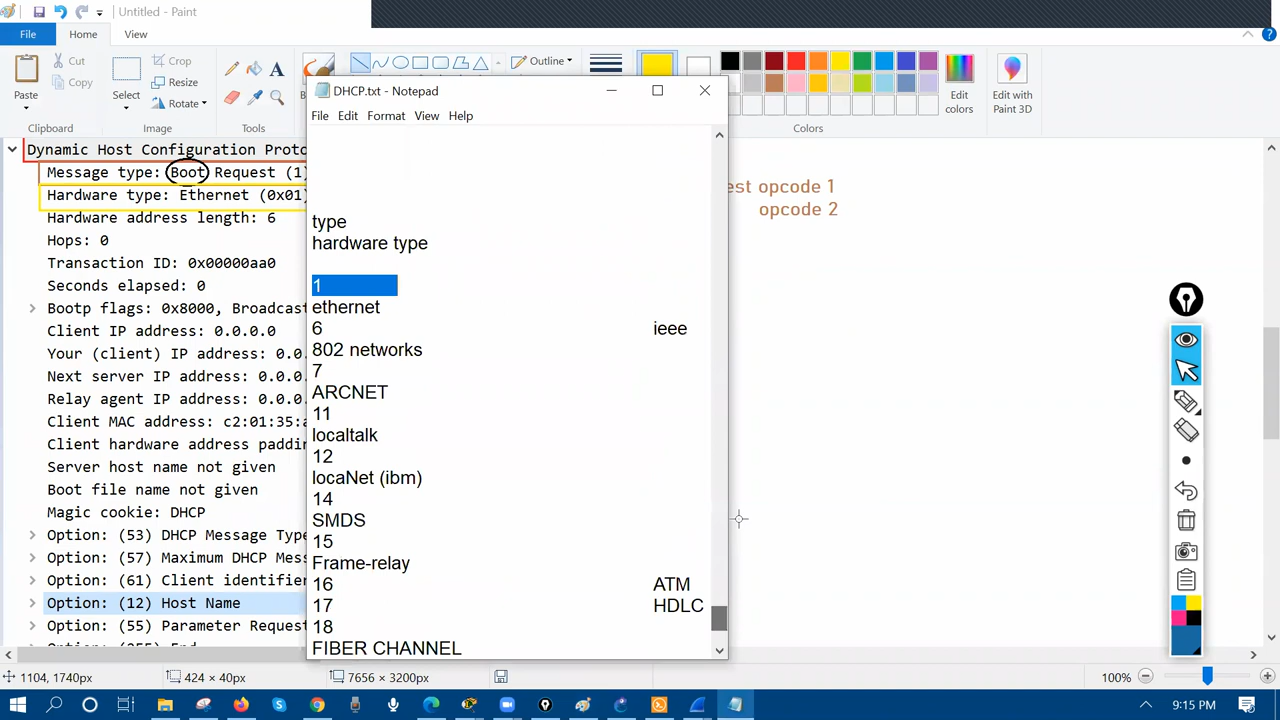 Untitled - Paint
File
Home
View
Paste
Cut
Copy
Clipboard
Select
Crop
Resize
Rotate
Image
A
Tools
Outline
Edit colors
Edit with Paint 3D
Colors
Dynamic Host Configuration Proto
Message type: Boot Request (1)
Hardware type: Ethernet (0x01)
Hardware address length: 6
Hops: 0
Transaction ID: 0x00000aa0
Seconds elapsed: 0
Bootp flags: 0x8000, Broadcas
Client IP address: 0.0.0.0
Your (client) IP address: 0.0.
Next server IP address: 0.0.0.
Relay agent IP address: 0.0.0.
Client MAC address: c2:01:35:a
Client hardware address paddin
Server host name not given
Boot file name not given
Magic cookie: DHCP
Option: (53) DHCP Message Type
Option: (57) Maximum DHCP Mes
Option: (61) Client identifier
Option: (12) Host Name
Option: (55) Parameter Request
DHCP.txt - Notepad
File Edit Format View Help
type
hardware type
1
ethernet
6 ieee
802 networks
7
ARCNET
11
localtalk
12
locaNet (ibm)
14
SMDS
15
Frame-relay
16 ATM
17 HDLC
18
FIBER CHANNEL
est opcode 1
opcode 2
1104, 1740px
424 × 40px
7656 × 3200px
100%
9:15 PM